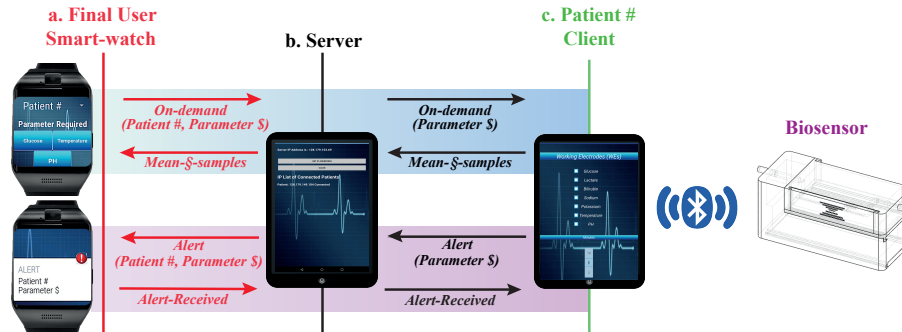 a. Final User
Smart-watch
b. Server
c. Patient #
Client
Biosensor
Patient #
Parameter Required
Glucose
Temperature
PH
On-demand
(Patient #, Parameter $)
Mean-§-samples
On-demand
(Parameter $)
Mean-§-samples
IP List of Connected Patients
Working Electrodes (WEs)
Glucose
Lactate
Bilirubin
Sodium
Potassium
Temperature
PH
ALERT
Patient #
Parameter $
Alert
(Patient #, Parameter $)
Alert-Received
Alert
(Parameter $)
Alert-Received